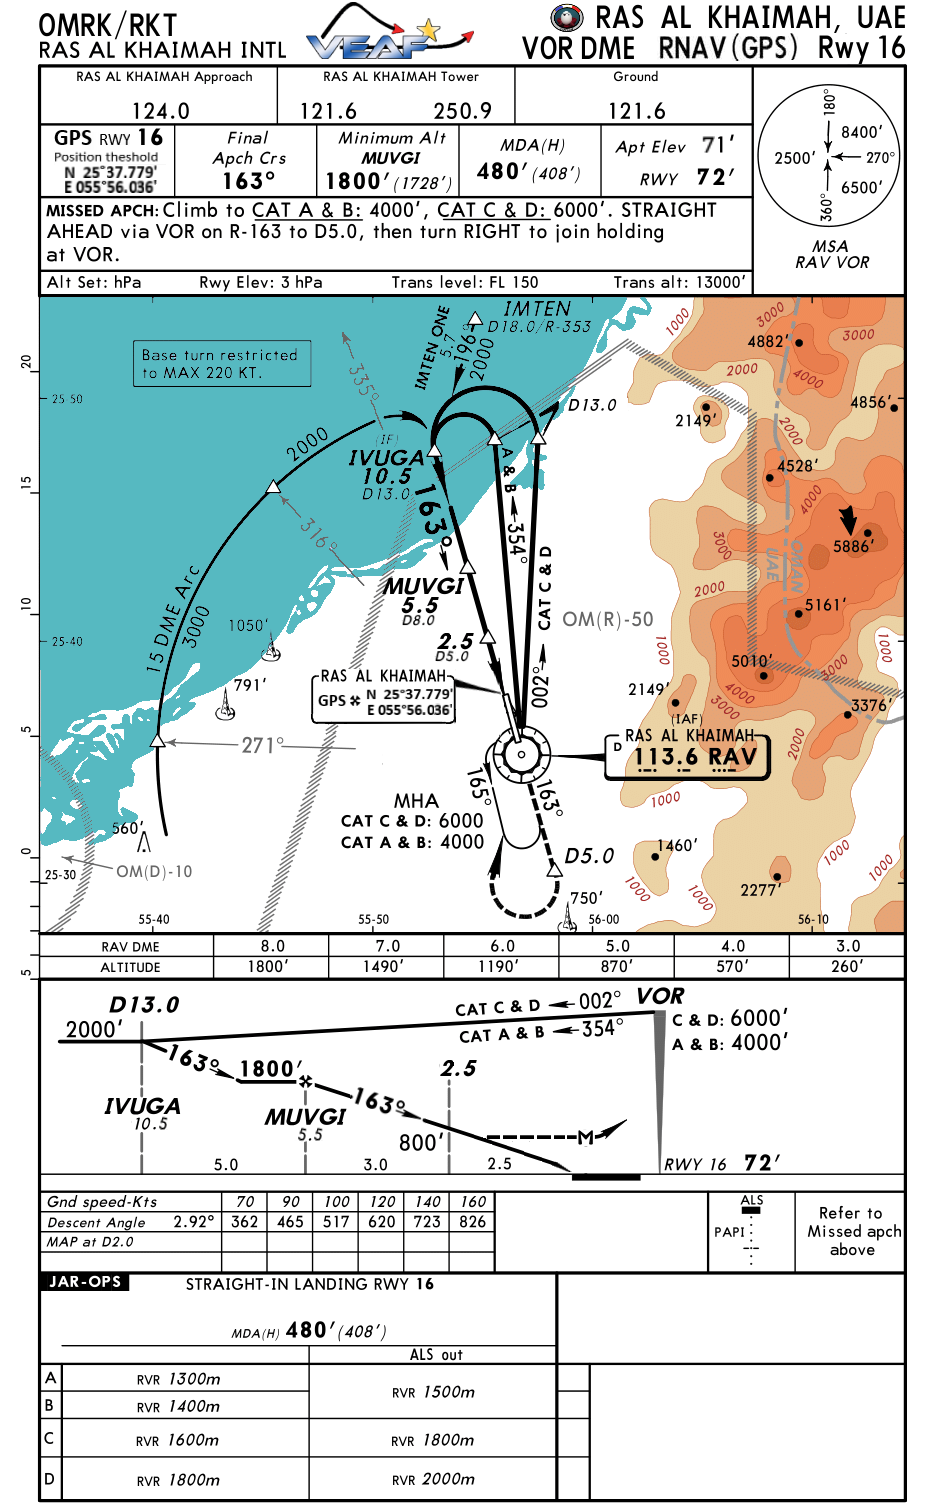 OMRK/RKT
RAS AL KHAIMAH INTL
VEAF
RAS AL KHAIMAH, UAE
VOR DME RNAV(GPS) Rwy 16
RAS AL KHAIMAH Approach
124.0
RAS AL KHAIMAH Tower
121.6 250.9
Ground
121.6
GPS RWY 16
Position theshold
N 25°37.779'
E 055°56.036'
Final
Apch Crs
163°
Minimum Alt
MUVGI
1800' (1728')
MDA(H)
480' (408')
Apt Elev 71'
RWY 72'
180°
8400'
2500'
270°
6500'
360°
MSA
RAV VOR
MISSED APCH: Climb to CAT A & B: 4000', CAT C & D: 6000'. STRAIGHT
AHEAD via VOR on R-163 to D5.0, then turn RIGHT to join holding
at VOR.
Alt Set: hPa Rwy Elev: 3 hPa Trans level: FL 150 Trans alt: 13000'
Base turn restricted
to MAX 220 KT.
IMTEN
D18.0/R-353
IMTEN ONE
5.7
196°
2000
335°
2000
(IF)
IVUGA
10.5
D13.0
D13.0
163°
A & B
354°
CAT C & D
002°
316°
MUVGI
5.5
D8.0
2.5
D5.0
15 DME Arc
3000
1050'
791'
271°
560'
OM(D)-10
OM(R)-50
RAS AL KHAIMAH
GPS N 25°37.779'
E 055°56.036'
(IAF)
RAS AL KHAIMAH
D 113.6 RAV
165°
163°
MHA
CAT C & D: 6000
CAT A & B: 4000
D5.0
750'
1000
3000
3000
4882'
2000
4000
4856'
2149'
2000
4528'
4000
3000
5886'
OMAN
UAE
2000
5161'
1000
1000
5010'
3000
4000
2149'
3376'
2000
1000
1460'
1000
1000
1000
1000
2277'
20
15
10
5
0
5
25-50
25-40
25-30
55-40
55-50
56-00
56-10
RAV DME 8.0 7.0 6.0 5.0 4.0 3.0
ALTITUDE 1800' 1490' 1190' 870' 570' 260'
D13.0
2000'
CAT C & D 002°
CAT A & B 354°
VOR
C & D: 6000'
A & B: 4000'
163°
1800'
2.5
IVUGA
10.5
MUVGI
5.5
163°
800'
M
5.0 3.0 2.5
RWY 16 72'
Gnd speed-Kts 70 90 100 120 140 160
Descent Angle 2.92° 362 465 517 620 723 826
MAP at D2.0
ALS
PAPI
Refer to
Missed apch
above
JAR-OPS
STRAIGHT-IN LANDING RWY 16
MDA(H) 480' (408')
ALS out
A RVR 1300m
RVR 1500m
B RVR 1400m
C RVR 1600m RVR 1800m
D RVR 1800m RVR 2000m